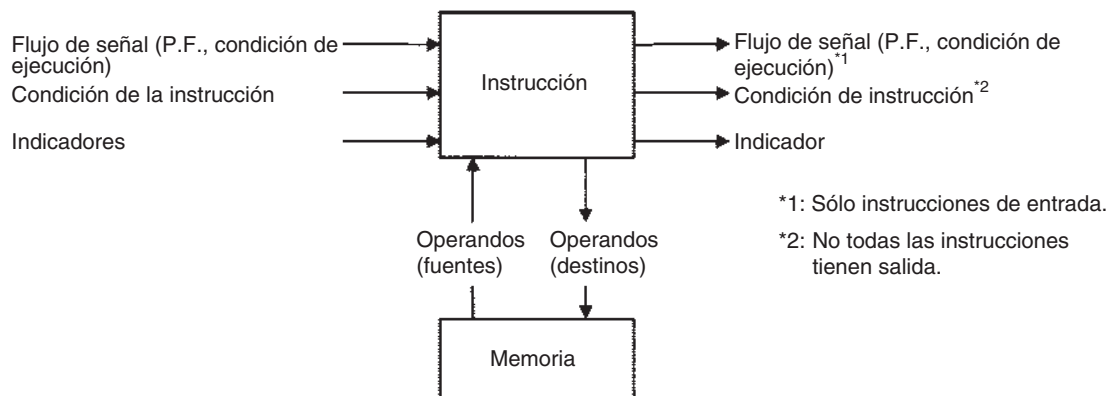 Flujo de señal (P.F., condición de
ejecución)
Condición de la instrucción
Indicadores
Instrucción
Flujo de señal (P.F., condición de
ejecución)*1
Condición de instrucción*2
Indicador
*1: Sólo instrucciones de entrada.
*2: No todas las instrucciones
tienen salida.
Operandos
(fuentes)
Operandos
(destinos)
Memoria